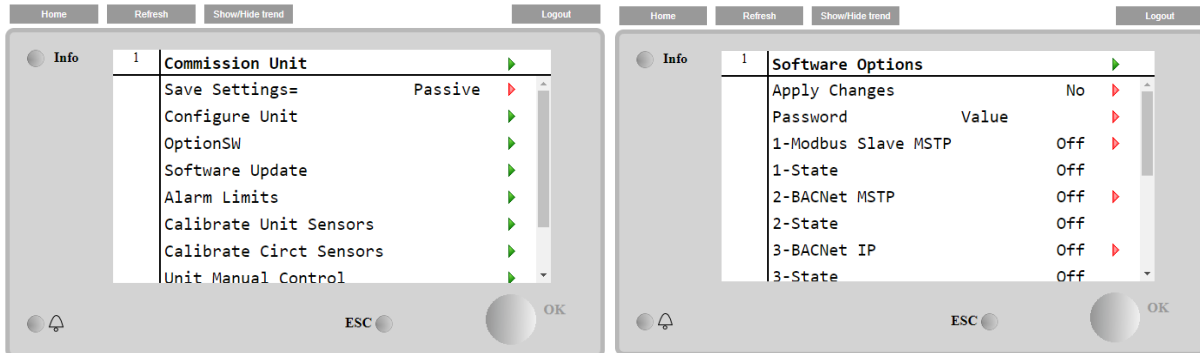 Home Refresh Show/Hide trend Logout
Info
1 Commission Unit
Save Settings= Passive
Configure Unit
OptionSW
Software Update
Alarm Limits
Calibrate Unit Sensors
Calibrate Circt Sensors
Unit Manual Control
OK
ESC
Home Refresh Show/Hide trend Logout
Info
1 Software Options
Apply Changes No
Password Value
1-Modbus Slave MSTP Off
1-State Off
2-BACNet MSTP Off
2-State Off
3-BACNet IP Off
3-State Off
OK
ESC